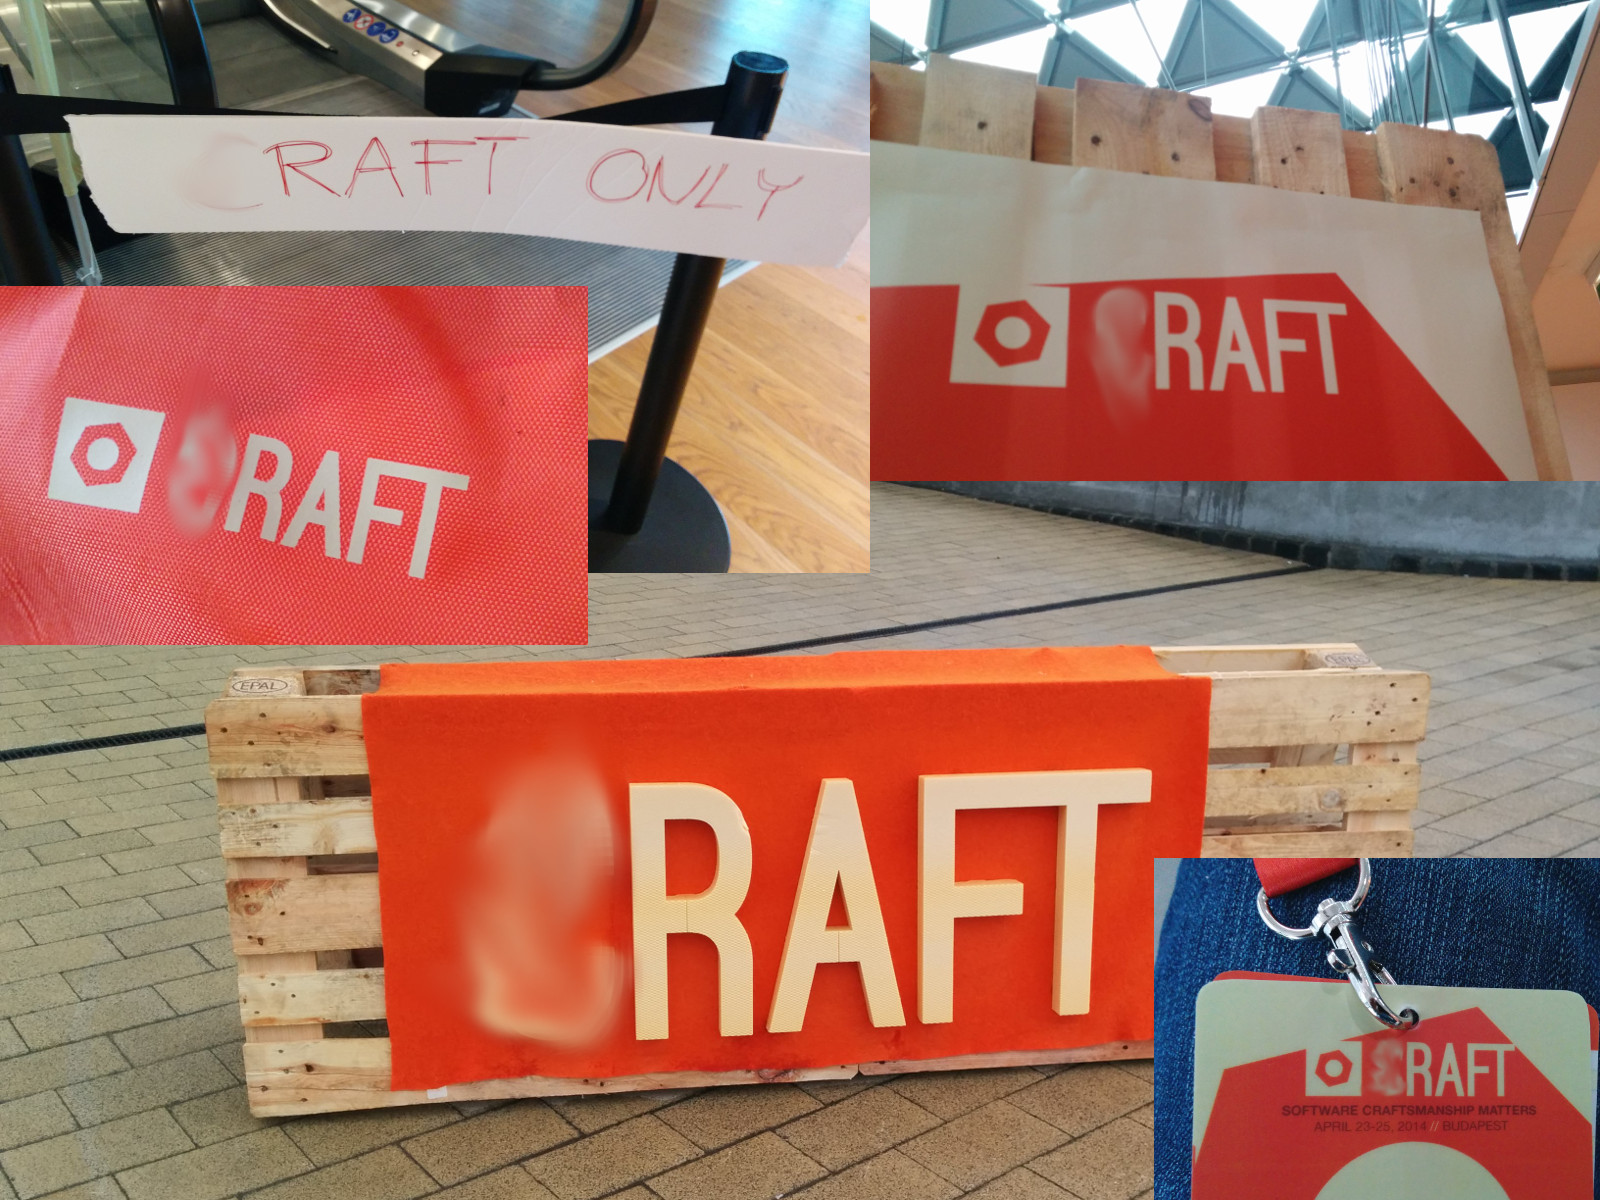 RAFT ONLY
RAFT
RAFT
EPAL
RAFT
RAFT
SOFTWARE CRAFTSMANSHIP MATTERS
APRIL 23-25, 2014 // BUDAPEST